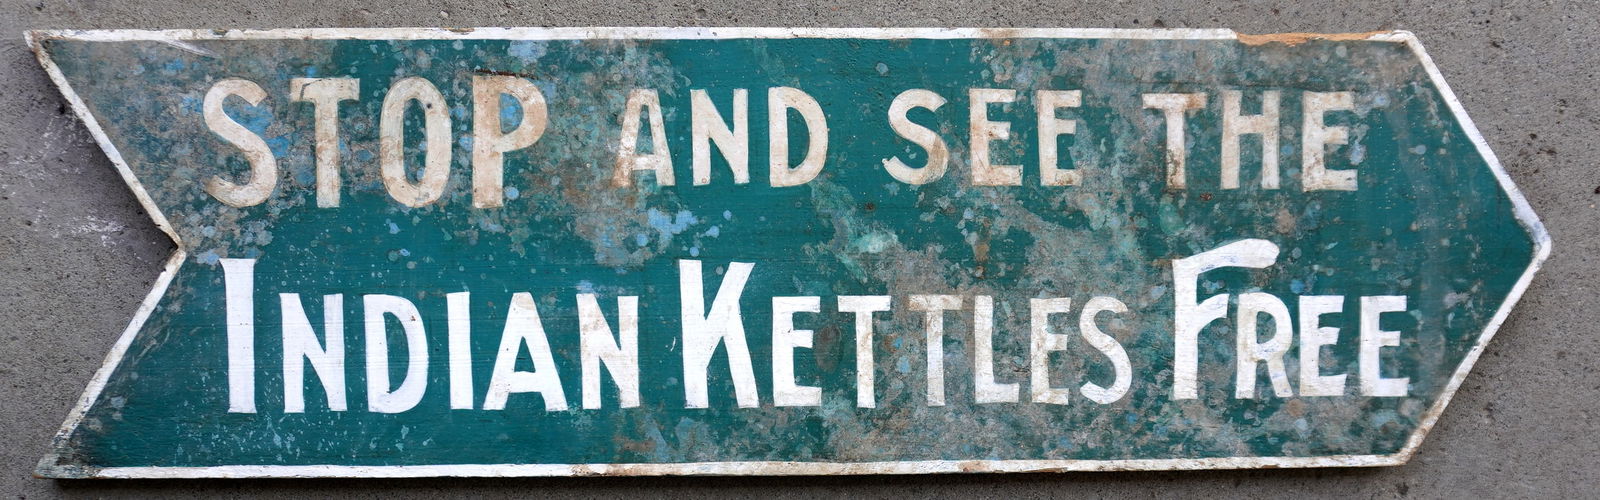 STOP AND SEE THE
INDIAN KETTLES FREE